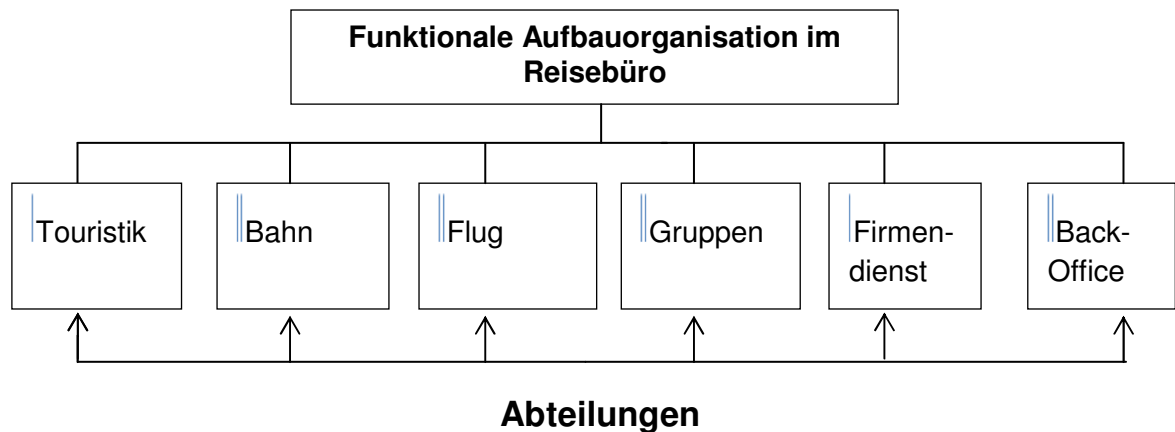 Funktionale Aufbauorganisation im
Reisebüro
Touristik
Bahn
Flug
Gruppen
Firmen-
dienst
Back-
Office
Abteilungen